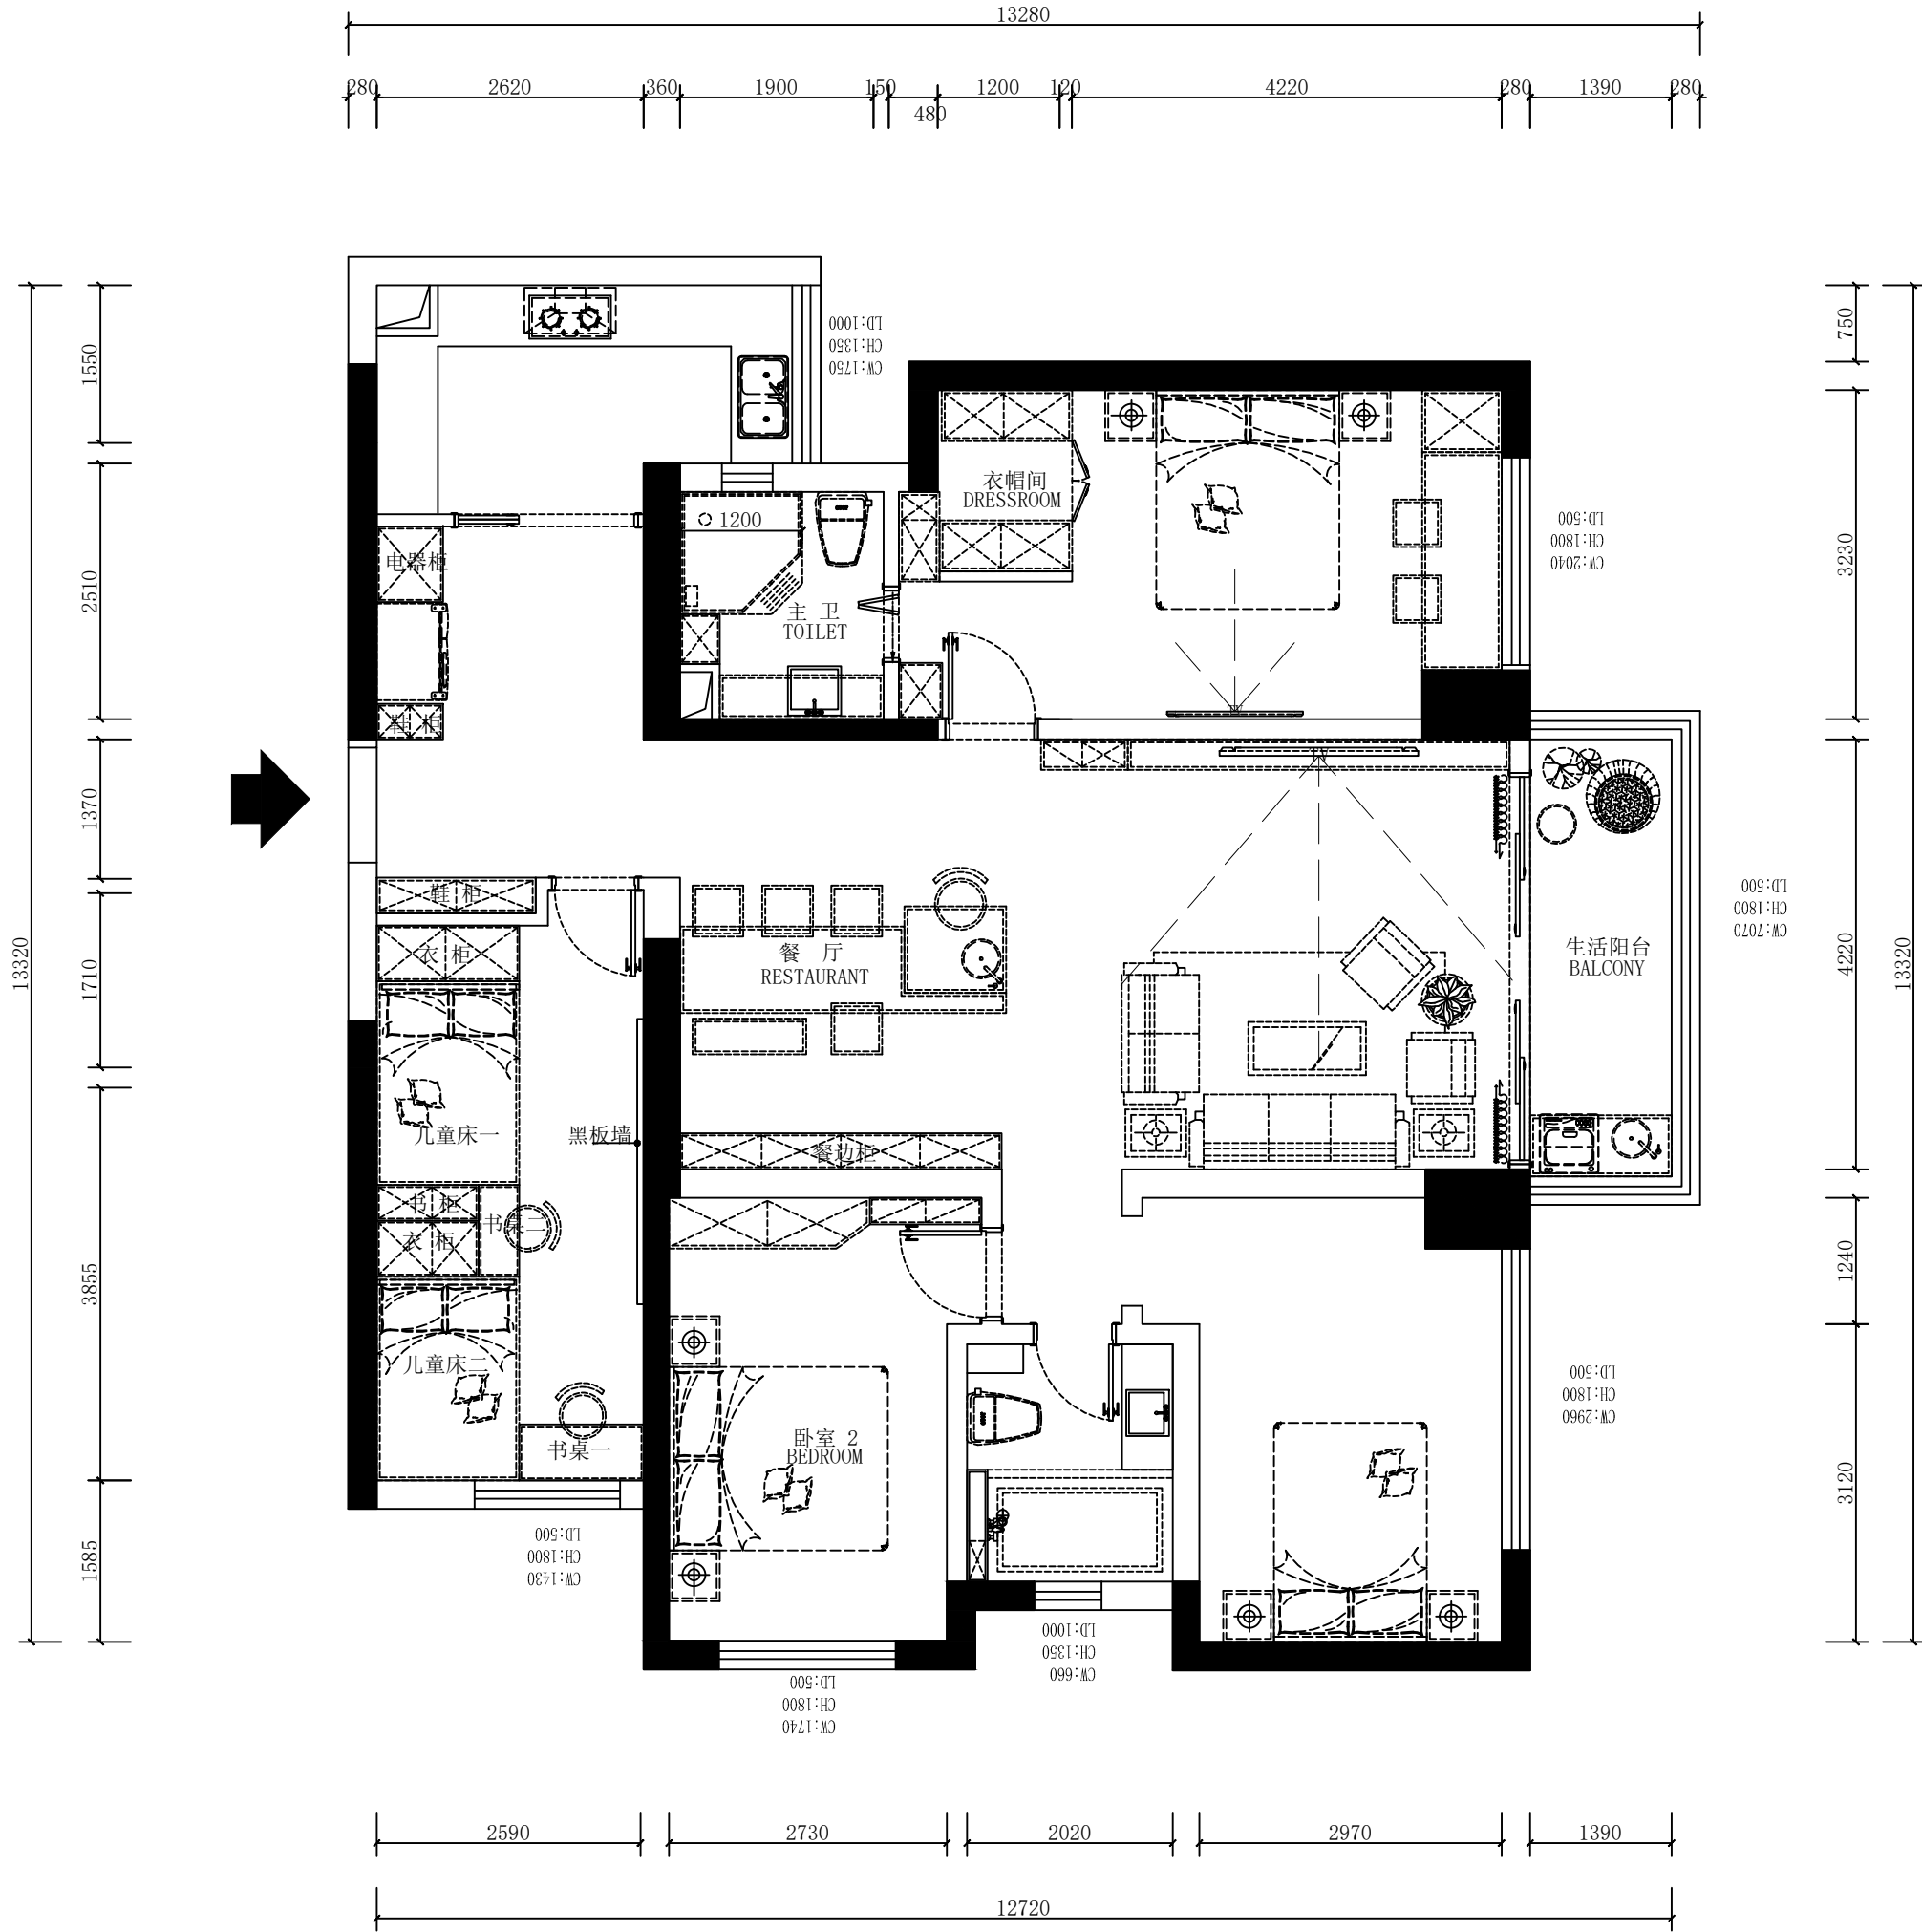 13280
280
2620
360
1900
150
480
1200
120
4220
280
1390
280
13320
1550
2510
1370
1710
3855
1585
750
3230
4220
1240
3120
13320
LD:1000
CH:1350
CW:1750
衣帽间
DRESSROOM
1200
主 卫
TOILET
电器柜
鞋 柜
LD:500
CH:1800
CW:2040
TV
TV
鞋 柜
衣 柜
餐 厅
RESTAURANT
生活阳台
BALCONY
LD:500
CH:1800
CW:7070
儿童床一
黑板墙
餐边柜
书 柜
书桌二
衣 柜
儿童床二
书桌一
卧室 2
BEDROOM
LD:500
CH:1800
CW:2960
LD:500
CH:1800
CW:1430
LD:1000
CH:1350
CW:660
LD:500
CH:1800
CW:1740
2590
2730
2020
2970
1390
12720